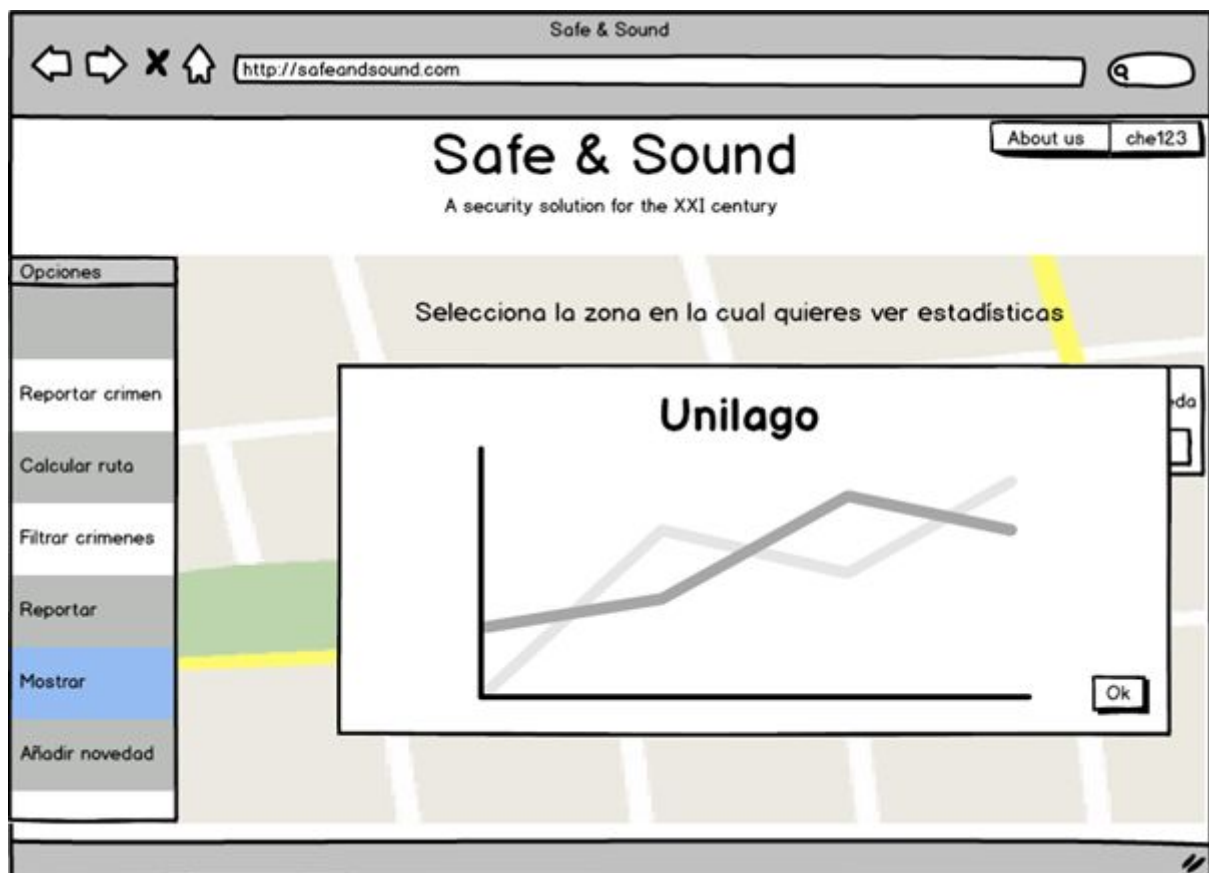 Safe & Sound
http://safeandsound.com
About us
che123
Safe & Sound
A security solution for the XXI century
Opciones
Selecciona la zona en la cual quieres ver estadísticas
Reportar crimen
Calcular ruta
Filtrar crimenes
Reportar
Mostrar
Añadir novedad
Unilago
Ok